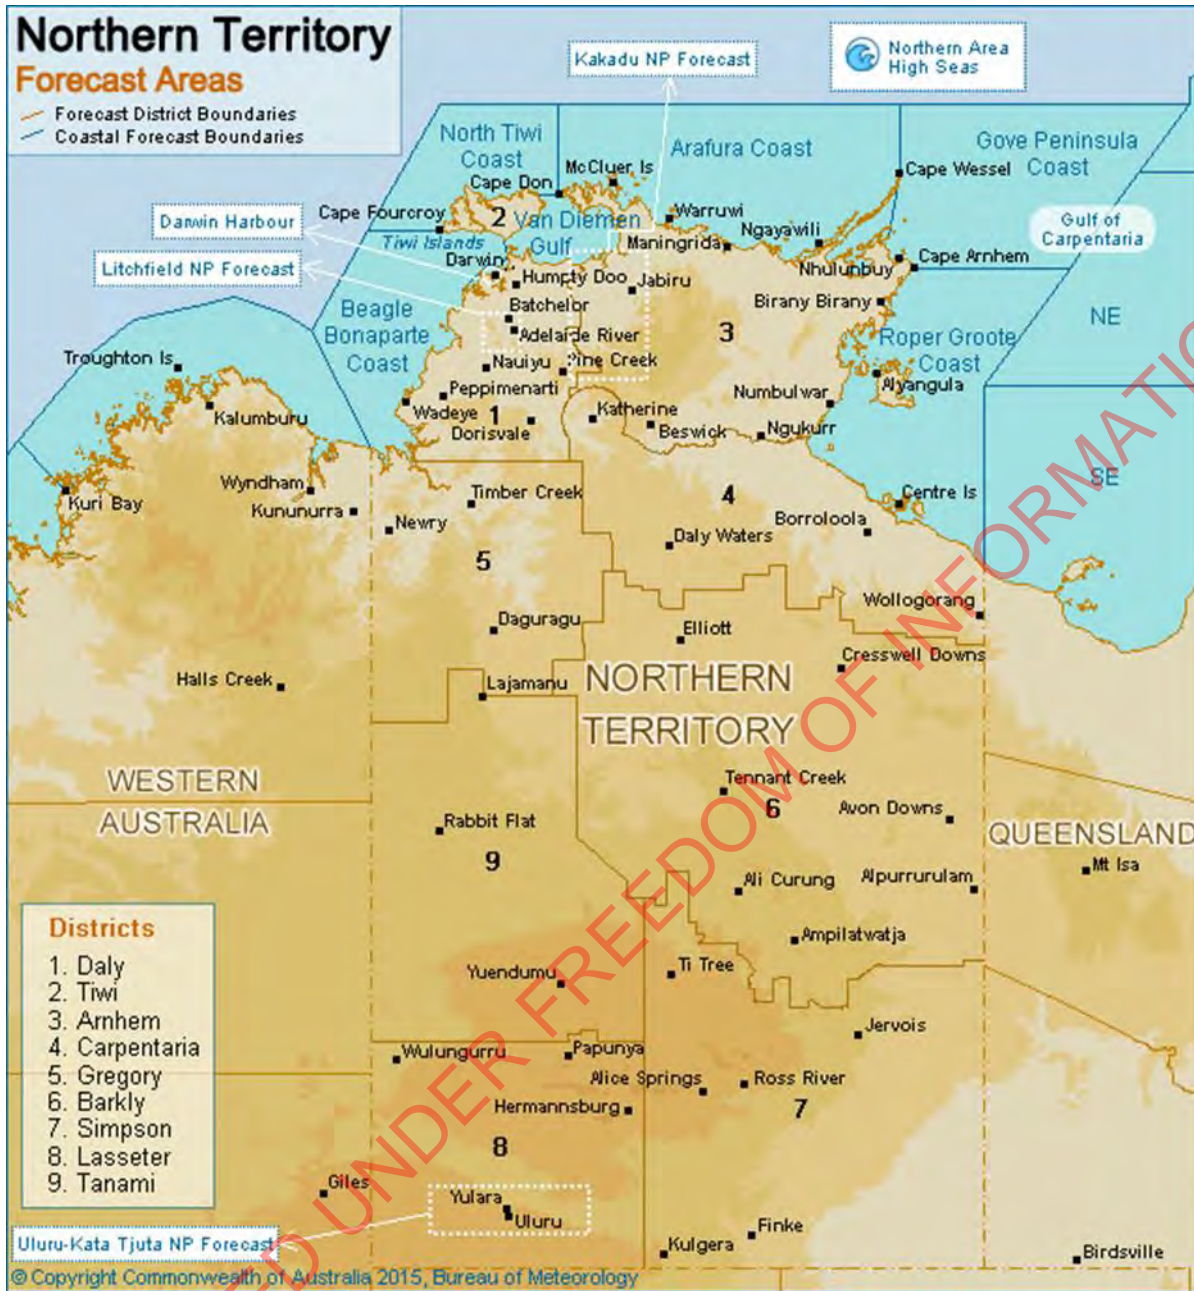 Northern Territory
Forecast Areas
Forecast District Boundaries
Coastal Forecast Boundaries
Kakadu NP Forecast
Northern Area
High Seas
North Tiwi
Coast
Arafura Coast
Gove Peninsula
Coast
McCluer Is
Cape Don
Cape Wessel
Darwin Harbour
Cape Fourcroy
2
Van Diemen
Gulf
Warruwi
Gulf of
Carpentaria
Tiwi Islands
Maningrida
Ngayawili
Litchfield NP Forecast
Darwin
Humpty Doo
Jabiru
Nhulunbuy
Cape Arnhem
Batchelor
Birany Birany
Beagle
Bonaparte
Coast
Adelaide River
3
Roper Groote
Coast
NE
Troughton Is
Nauiyu
Pine Creek
Alyangula
Peppimenarti
Numbulwar
Kalumburu
Wadeye
1
Katherine
Dorisvale
Beswick
Ngukurr
Wyndham
Kuri Bay
Kununurra
Timber Creek
4
Centre Is
SE
Newry
Borroloola
Daly Waters
5
Wollogorang
Daguragu
Elliott
Cresswell Downs
Halls Creek
Lajamanu
NORTHERN
TERRITORY
WESTERN
AUSTRALIA
Tennant Creek
6
Avon Downs
Rabbit Flat
QUEENSLAND
9
Mt Isa
Ali Curung
Alpurrurulam
Ampilatwatja
Districts
1. Daly
2. Tiwi
3. Arnhem
4. Carpentaria
5. Gregory
6. Barkly
7. Simpson
8. Lasseter
9. Tanami
Yuendumu
Ti Tree
Jervois
Wulungurru
Papunya
Alice Springs
Ross River
Hermannsburg
7
8
Giles
Yulara
Uluru
Uluru-Kata Tjuta NP Forecast
Finke
Kulgera
Birdsville
© Copyright Commonwealth of Australia 2015, Bureau of Meteorology
ED UNDER FREEDOM OF INFORMATIO